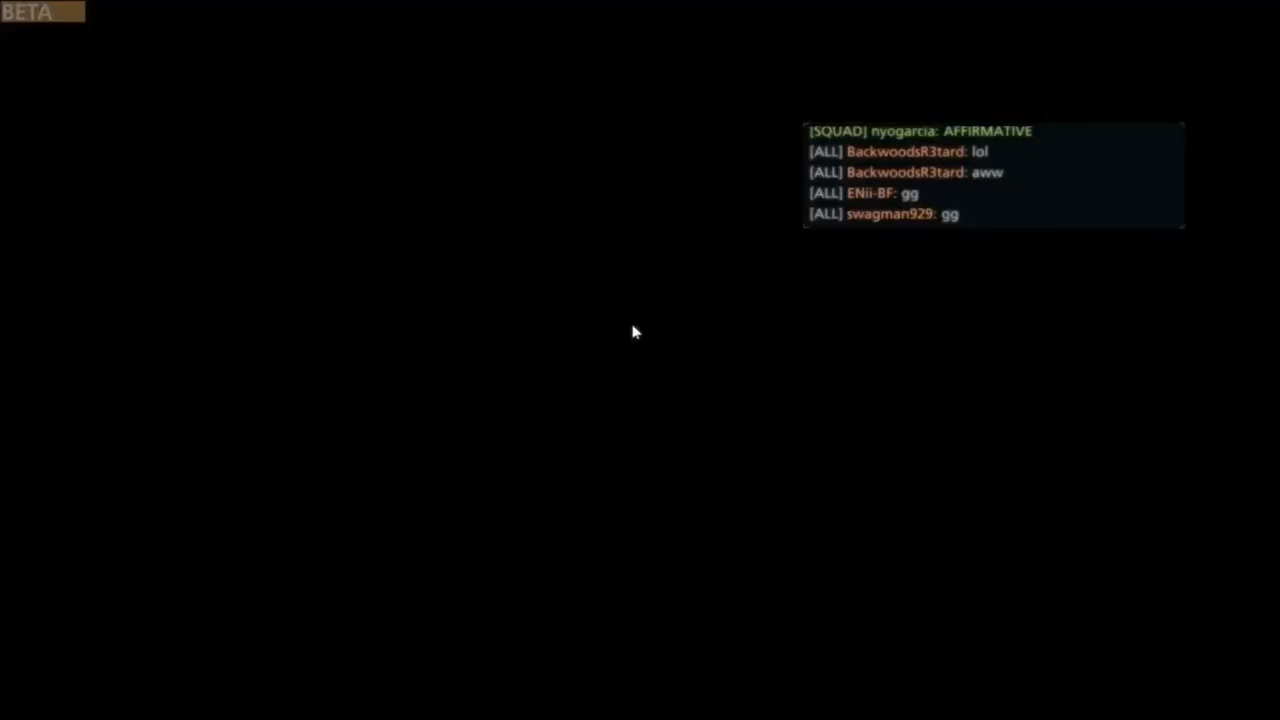 BETA
[SQUAD] nyogarcia: AFFIRMATIVE
[ALL] BackwoodsR3tard: lol
[ALL] BackwoodsR3tard: aww
[ALL] ENii-BF: gg
[ALL] swagman929: gg